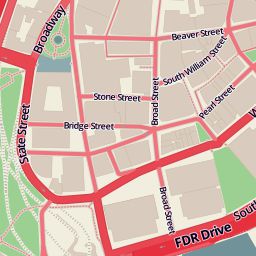 Broadway
Beaver Street
South William Street
Stone Street
Broad Street
Pearl Street
Bridge Street
W
State Street
Broad Street
South
FDR Drive